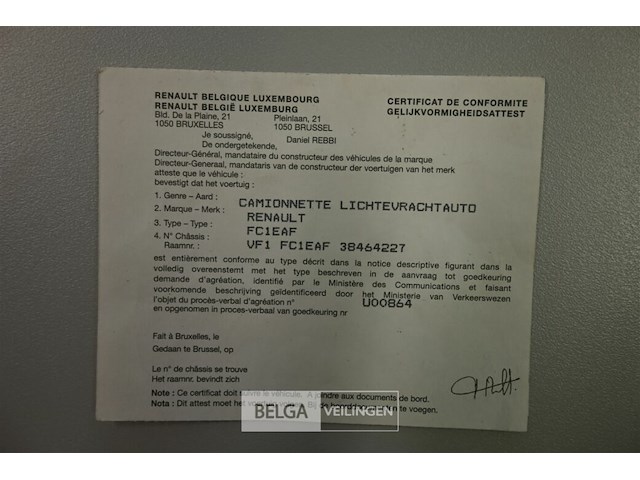 RENAULT BELGIQUE LUXEMBOURG
RENAULT BELGIË LUXEMBURG
CERTIFICAT DE CONFORMITE
GELIJKVORMIGHEIDSATTEST
Bld. De la Plaine, 21 Pleinlaan, 21
1050 BRUXELLES 1050 BRUSSEL
Je soussigné,
De ondergetekende, Daniel REBBI
Directeur-Général, mandataire du constructeur des véhicules de la marque
Directeur-Generaal, mandataris van de constructeur der voertuigen van het merk
atteste que le véhicule :
bevestigt dat het voertuig :
1. Genre – Aard : CAMIONNETTE LICHTEVRACHTAUTO
2. Marque – Merk : RENAULT
3. Type – Type : FC1EAF
4. N° Châssis : VF1 FC1EAF 38464227
Raamnr. :
est entièrement conforme au type décrit dans la notice descriptive figurant dans la
volledig overeenstemt met het type beschreven in de aanvraag tot goedkeuring
demande d'agréation, identifié par le Ministère des Communications et faisant
voorkomende beschrijving geïdentificeerd door het Ministerie van Verkeerswezen
l'objet du procès-verbal d'agréation n° U00864
en opgenomen in proces-verbaal van goedkeuring nr
Fait à Bruxelles, le
Gedaan te Brussel, op
Le n° de châssis se trouve
Het raamnr. bevindt zich
Note : Ce certificat doit suivre le véhicule. A joindre aux documents de bord.
Nota : Dit attest moet het voertuig te voegen.
BELGA VEILINGEN